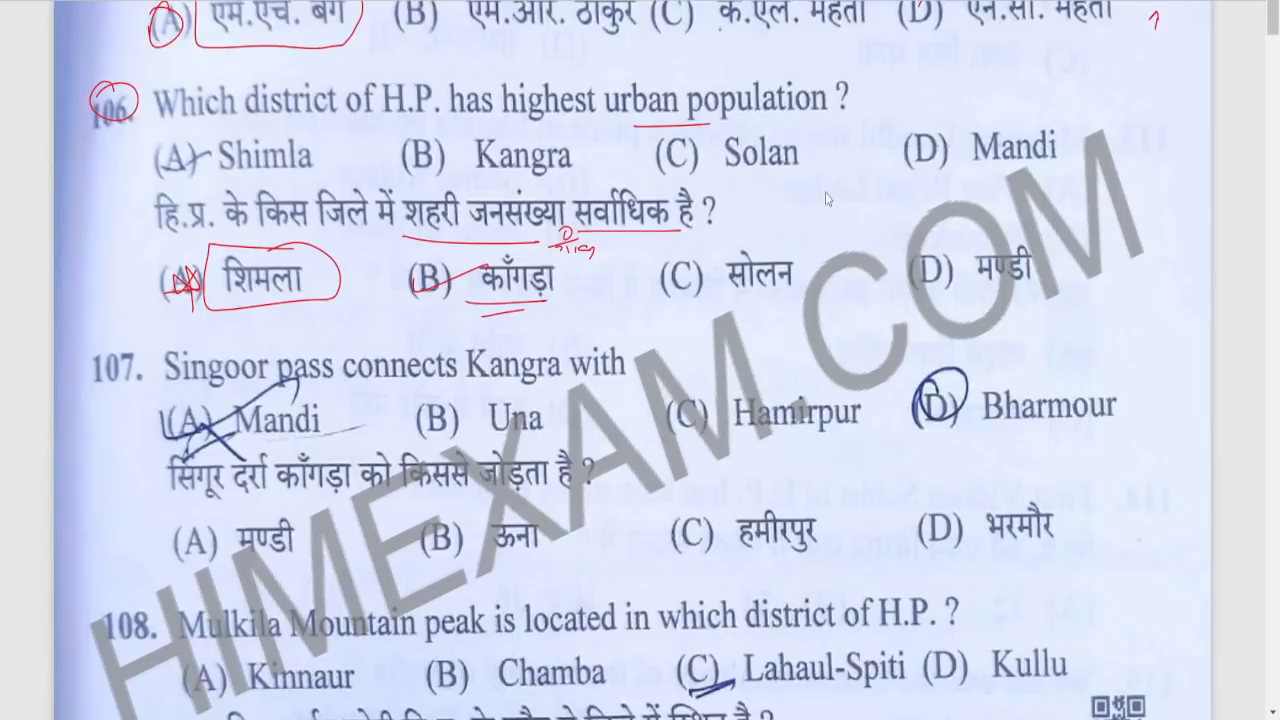 (A) एम.एच. बेग (B) एम.आर. ठाकुर (C) के.एल. मेहता (D) एन.सी. मेहता
106. Which district of H.P. has highest urban population ?
(A) Shimla (B) Kangra (C) Solan (D) Mandi
हि.प्र. के किस जिले में शहरी जनसंख्या सर्वाधिक है ?
(A) शिमला (B) काँगड़ा (C) सोलन (D) मण्डी
107. Singoor pass connects Kangra with
(A) Mandi (B) Una (C) Hamirpur (D) Bharmour
सिंगूर दर्रा काँगड़ा को किससे जोड़ता है ?
(A) मण्डी (B) ऊना (C) हमीरपुर (D) भरमौर
108. Mulkila Mountain peak is located in which district of H.P. ?
(A) Kinnaur (B) Chamba (C) Lahaul-Spiti (D) Kullu
HIMEXAM.COM